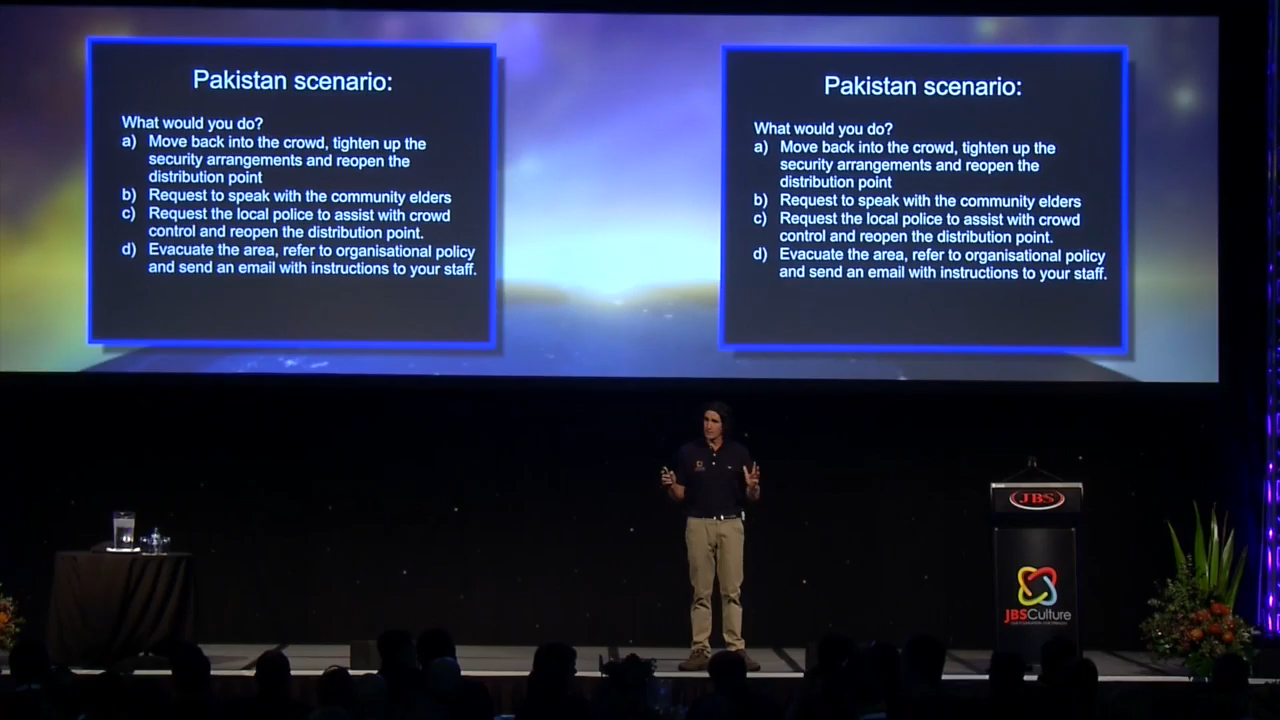 Pakistan scenario:
What would you do?
a) Move back into the crowd, tighten up the
security arrangements and reopen the
distribution point
b) Request to speak with the community elders
c) Request the local police to assist with crowd
control and reopen the distribution point.
d) Evacuate the area, refer to organisational policy
and send an email with instructions to your staff.
Pakistan scenario:
What would you do?
a) Move back into the crowd, tighten up the
security arrangements and reopen the
distribution point
b) Request to speak with the community elders
c) Request the local police to assist with crowd
control and reopen the distribution point.
d) Evacuate the area, refer to organisational policy
and send an email with instructions to your staff.
JBS
JBSCulture